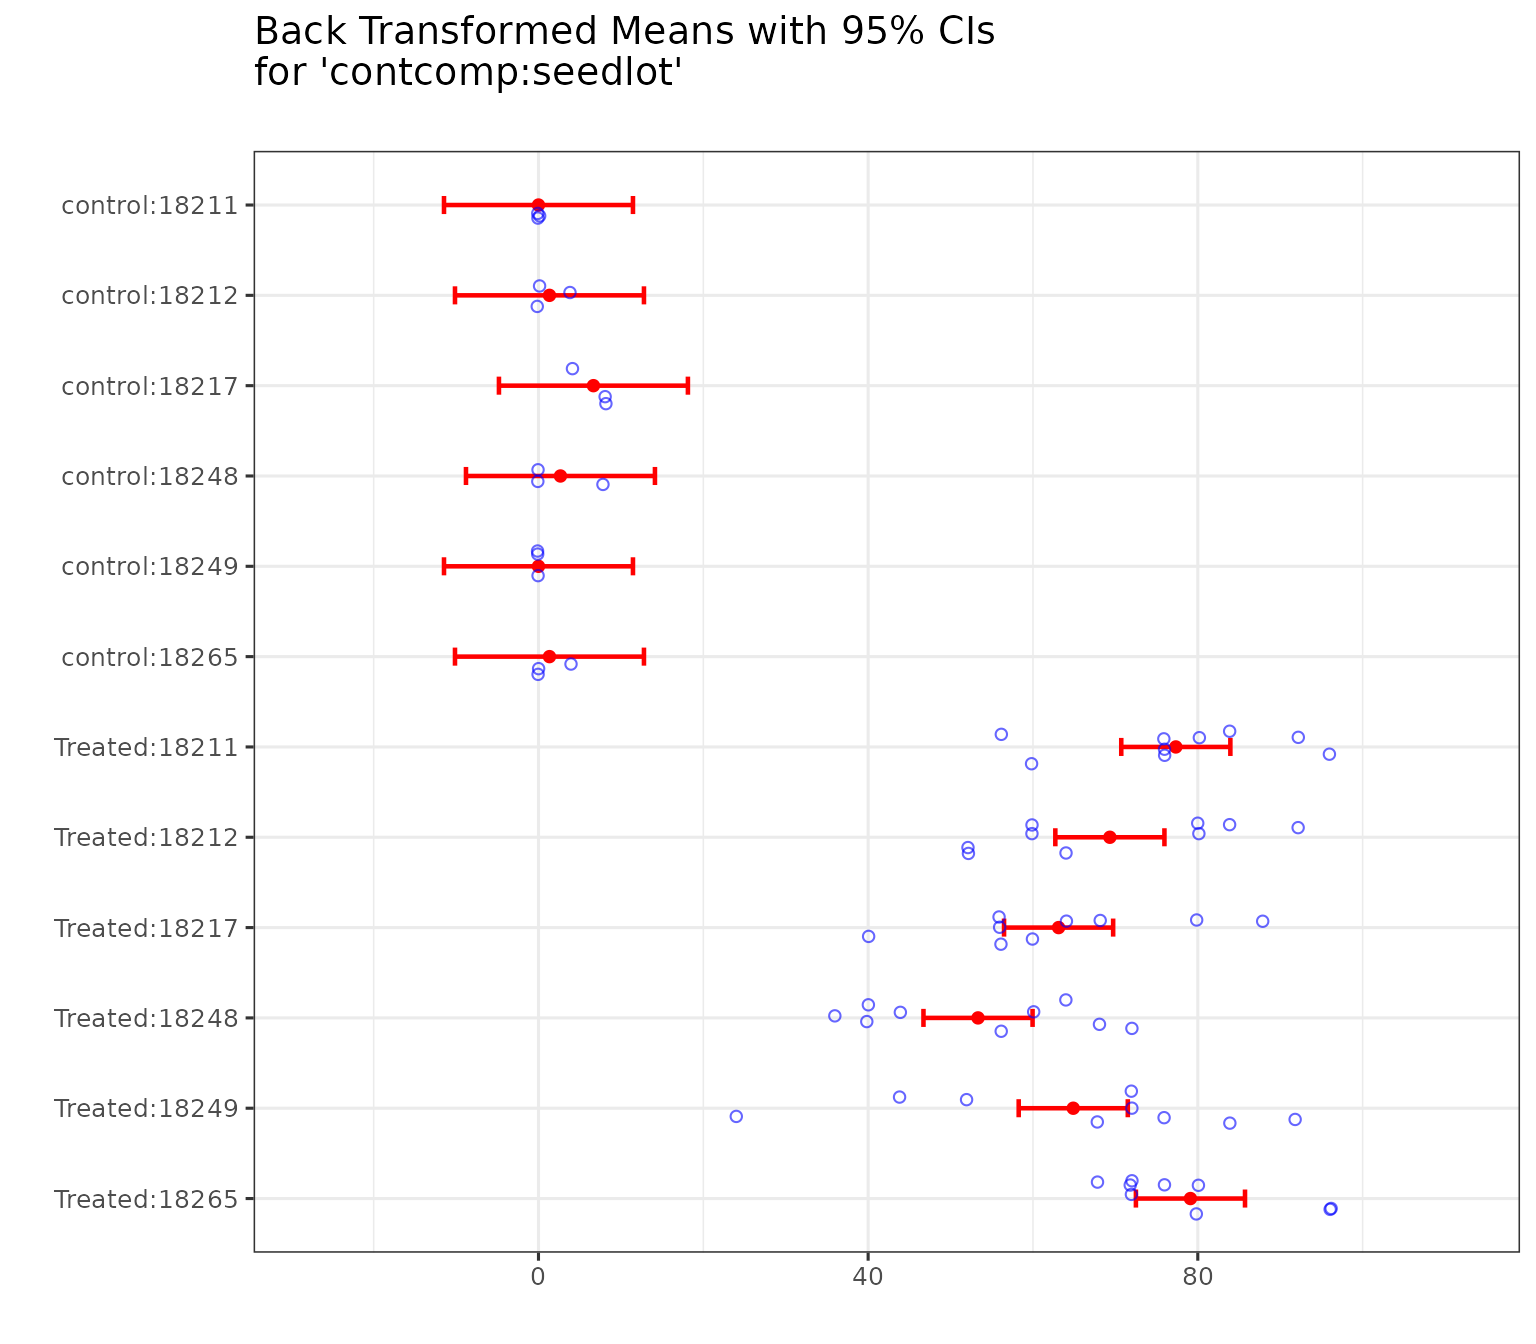 Back Transformed Means with 95% CIs
for 'contcomp:seedlot'
control:18211
control:18212
control:18217
control:18248
control:18249
control:18265
Treated:18211
Treated:18212
Treated:18217
Treated:18248
Treated:18249
Treated:18265
0 40 80